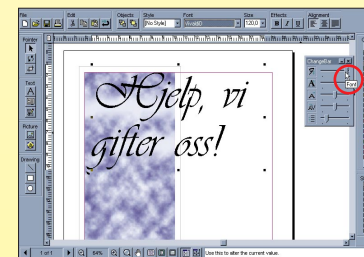 File Edit Objects Style Font Size Effects Alignment
[No Style] Vivaldi 120.0 B I U
Pointer
ChangeBar
Text
Font
Picture
Drawing
Hjelp, vi
gifter oss!
1 of 1 64% Use this to alter the current value.